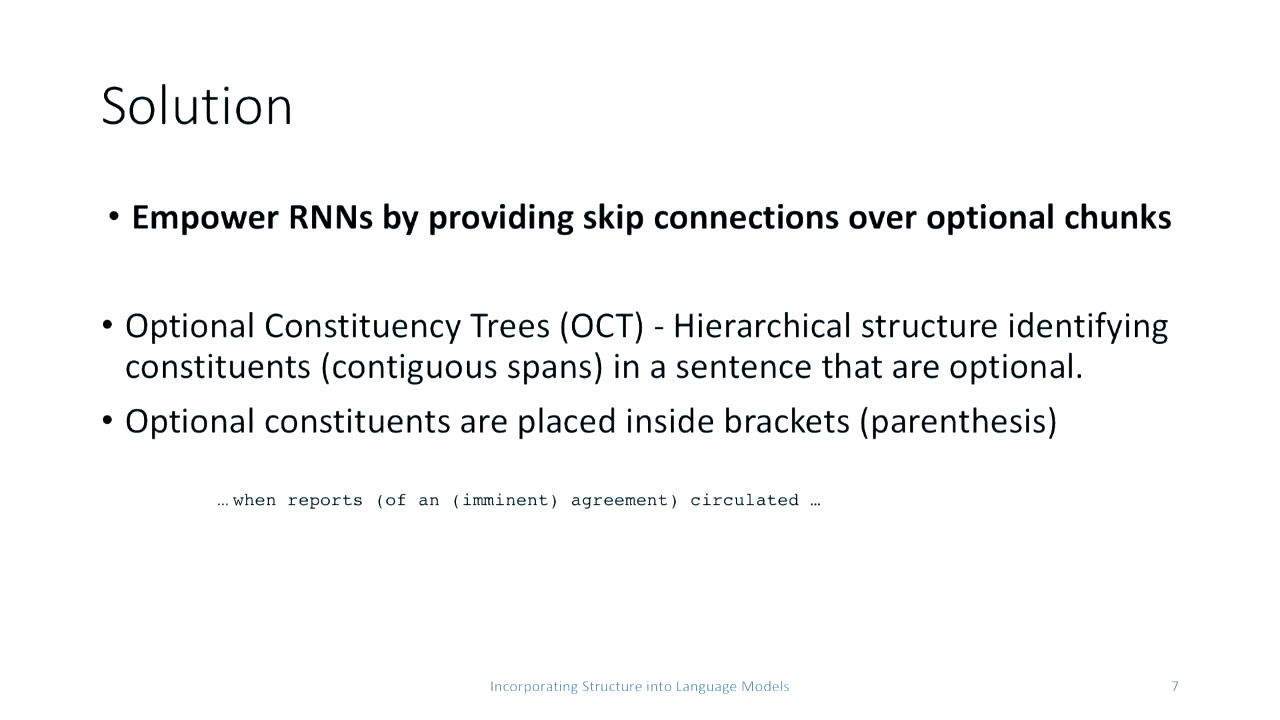 Solution
• Empower RNNs by providing skip connections over optional chunks
• Optional Constituency Trees (OCT) - Hierarchical structure identifying
constituents (contiguous spans) in a sentence that are optional.
• Optional constituents are placed inside brackets (parenthesis)
… when reports (of an (imminent) agreement) circulated …
Incorporating Structure into Language Models
7